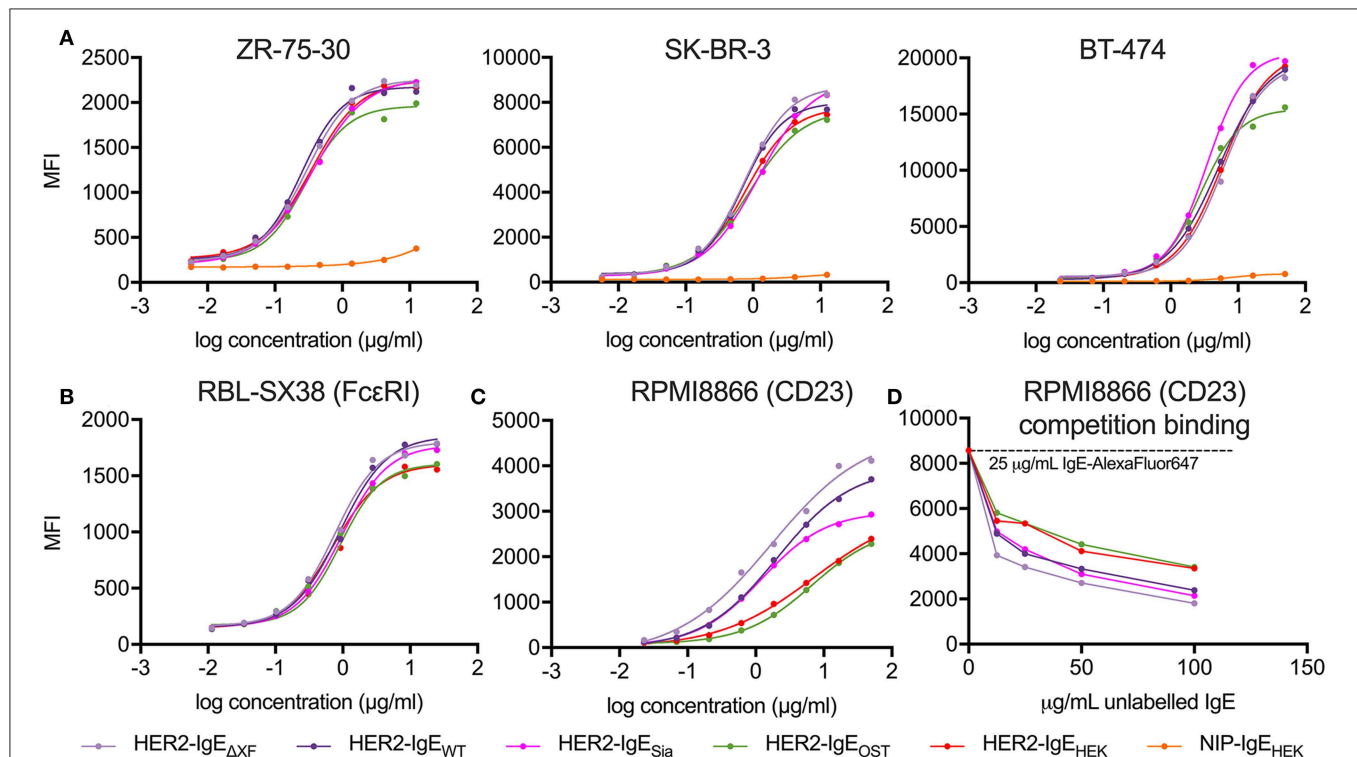 A
ZR-75-30
SK-BR-3
BT-474
MFI
2500
2000
1500
1000
500
0
-3 -2 -1 0 1 2
log concentration (µg/ml)
10000
8000
6000
4000
2000
0
-3 -2 -1 0 1 2
log concentration (µg/ml)
20000
15000
10000
5000
0
-3 -2 -1 0 1 2
log concentration (µg/ml)
B
RBL-SX38 (FcεRI)
MFI
2000
1500
1000
500
0
-3 -2 -1 0 1 2
log concentration (µg/ml)
C
RPMI8866 (CD23)
5000
4000
3000
2000
1000
0
-3 -2 -1 0 1 2
log concentration (µg/ml)
D
RPMI8866 (CD23)
competition binding
25 µg/mL IgE-AlexaFluor647
10000
8000
6000
4000
2000
0
0 50 100 150
µg/mL unlabelled IgE
HER2-IgEΔXF HER2-IgEWT HER2-IgESia HER2-IgEOST HER2-IgEHEK NIP-IgEHEK